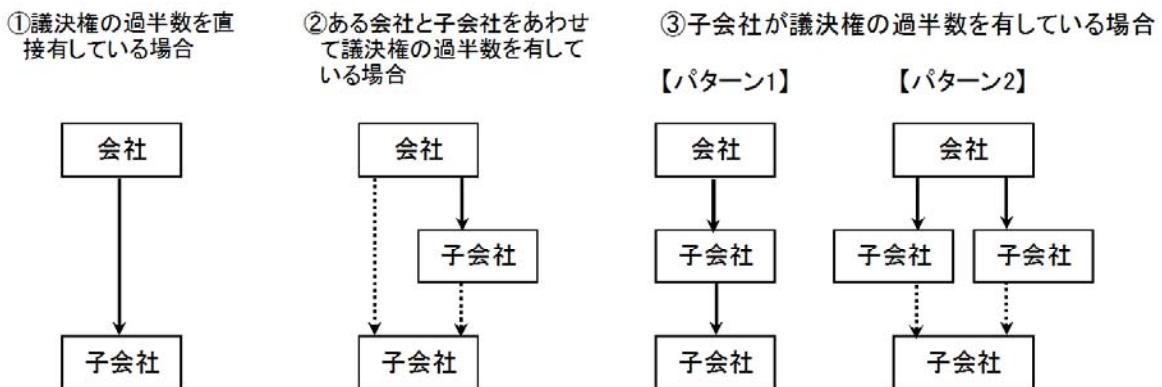 ①議決権の過半数を直
接有している場合
②ある会社と子会社をあわせ
て議決権の過半数を有して
いる場合
③子会社が議決権の過半数を有している場合
【パターン1】
【パターン2】
会社
子会社
会社
子会社
子会社
会社
子会社
子会社
会社
子会社
子会社
子会社